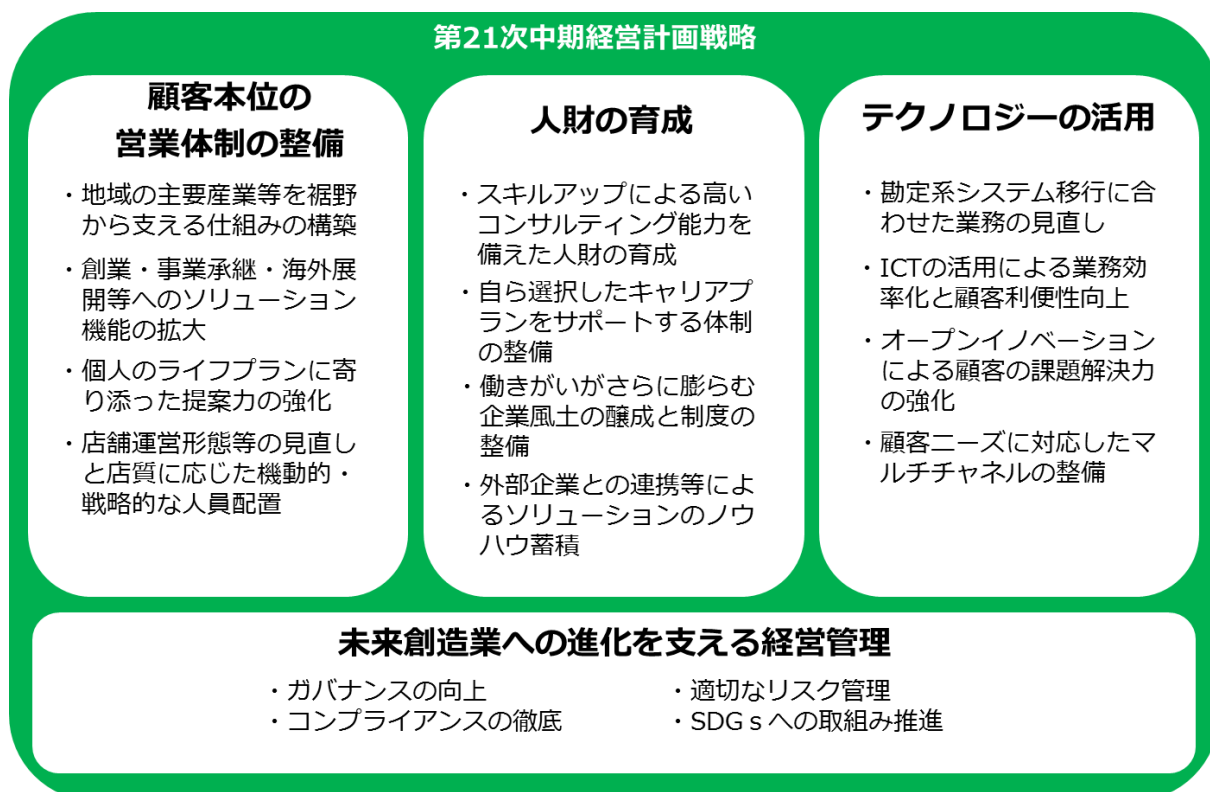 第21次中期経営計画戦略
顧客本位の
営業体制の整備
・地域の主要産業等を裾野
から支える仕組みの構築
・創業・事業承継・海外展
開等へのソリューション
機能の拡大
・個人のライフプランに寄
り添った提案力の強化
・店舗運営形態等の見直し
と店質に応じた機動的・
戦略的な人員配置
人財の育成
・スキルアップによる高い
コンサルティング能力を
備えた人財の育成
・自ら選択したキャリアプ
ランをサポートする体制
の整備
・働きがいがさらに膨らむ
企業風土の醸成と制度の
整備
・外部企業との連携等によ
るソリューションのノウ
ハウ蓄積
テクノロジーの活用
・勘定系システム移行に合
わせた業務の見直し
・ICTの活用による業務効
率化と顧客利便性向上
・オープンイノベーション
による顧客の課題解決力
の強化
・顧客ニーズに対応したマ
ルチチャネルの整備
未来創造業への進化を支える経営管理
・ガバナンスの向上
・コンプライアンスの徹底
・適切なリスク管理
・SDGｓへの取組み推進